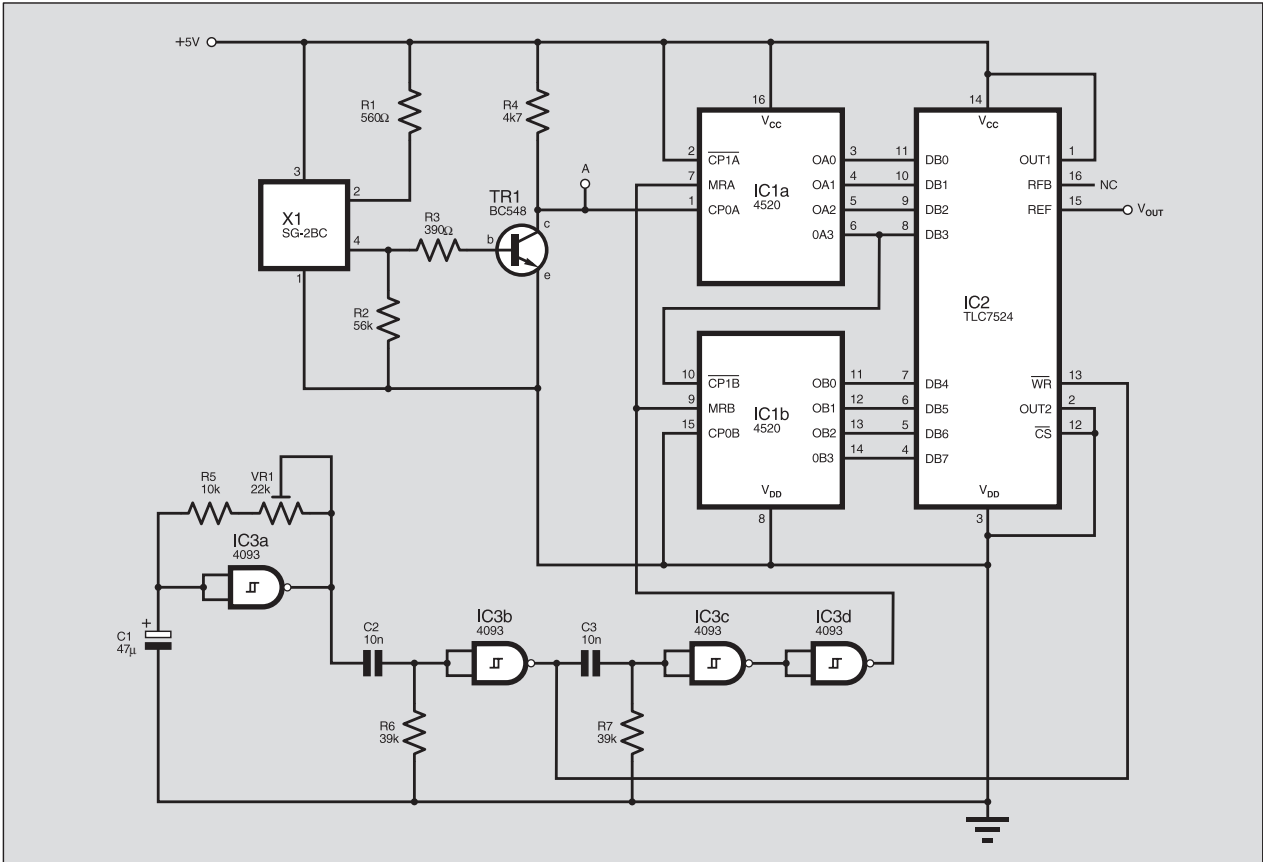 +5V
R1
560Ω
R4
4k7
3
2
X1
SG-2BC
4
1
R3
390Ω
R2
56k
TR1
BC548
b
c
e
A
16
VCC
2
CP1A
OA0
3
7
MRA
OA1
4
1
CP0A
OA2
5
0A3
6
IC1a
4520
10
CP1B
OB0
11
9
MRB
OB1
12
15
CP0B
OB2
13
0B3
14
IC1b
4520
VDD
8
14
VCC
11
DB0
OUT1
1
10
DB1
RFB
16
NC
9
DB2
REF
15
VOUT
8
DB3
IC2
TLC7524
7
DB4
WR
13
6
DB5
OUT2
2
5
DB6
CS
12
4
DB7
VDD
3
R5
10k
VR1
22k
IC3a
4093
+
C1
47µ
C2
10n
R6
39k
IC3b
4093
C3
10n
R7
39k
IC3c
4093
IC3d
4093